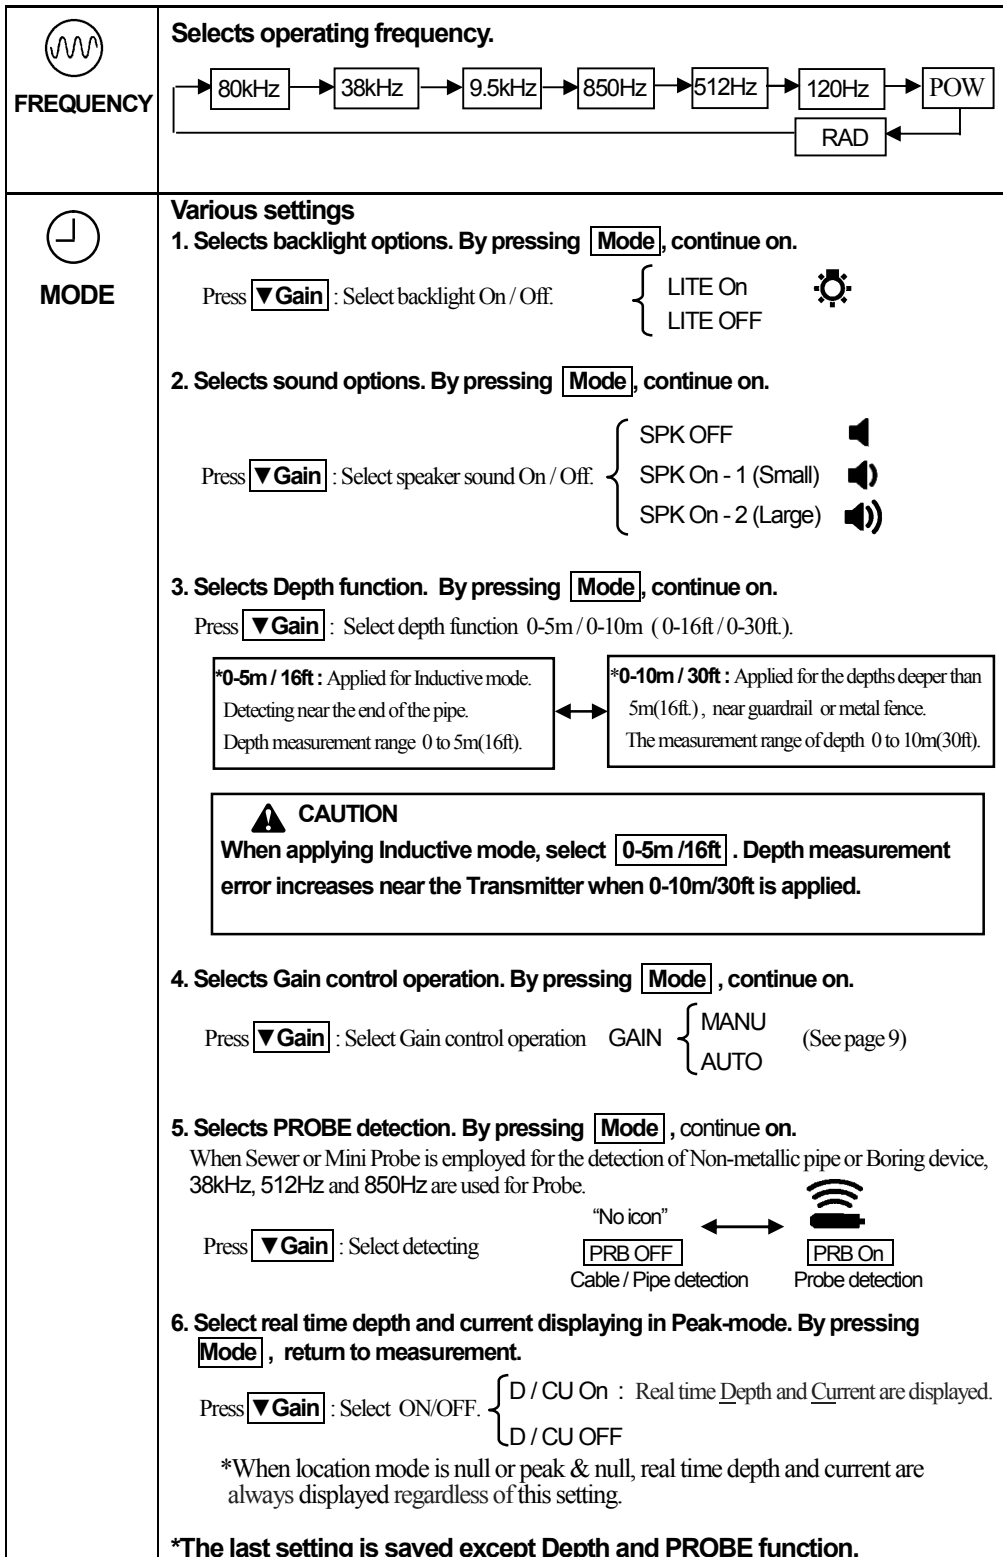 FREQUENCY
Selects operating frequency.
80kHz 38kHz 9.5kHz 850Hz 512Hz 120Hz POW
RAD
MODE
Various settings
1. Selects backlight options. By pressing Mode, continue on.
Press ▼Gain : Select backlight On / Off.
LITE On
LITE OFF
2. Selects sound options. By pressing Mode, continue on.
SPK OFF
Press ▼Gain : Select speaker sound On / Off. SPK On - 1 (Small)
SPK On - 2 (Large)
3. Selects Depth function. By pressing Mode, continue on.
Press ▼Gain : Select depth function 0-5m / 0-10m ( 0-16ft / 0-30ft.).
*0-5m / 16ft : Applied for Inductive mode.
Detecting near the end of the pipe.
Depth measurement range 0 to 5m(16ft).
*0-10m / 30ft : Applied for the depths deeper than
5m(16ft.) , near guardrail or metal fence.
The measurement range of depth 0 to 10m(30ft).
CAUTION
When applying Inductive mode, select 0-5m /16ft . Depth measurement
error increases near the Transmitter when 0-10m/30ft is applied.
4. Selects Gain control operation. By pressing Mode , continue on.
Press ▼Gain : Select Gain control operation GAIN MANU (See page 9)
AUTO
5. Selects PROBE detection. By pressing Mode , continue on.
When Sewer or Mini Probe is employed for the detection of Non-metallic pipe or Boring device,
38kHz, 512Hz and 850Hz are used for Probe.
"No icon"
Press ▼Gain : Select detecting PRB OFF PRB On
Cable / Pipe detection Probe detection
6. Select real time depth and current displaying in Peak-mode. By pressing
Mode , return to measurement.
Press ▼Gain : Select ON/OFF. D / CU On : Real time Depth and Current are displayed.
D / CU OFF
*When location mode is null or peak & null, real time depth and current are
always displayed regardless of this setting.
*The last setting is saved except Depth and PROBE function.